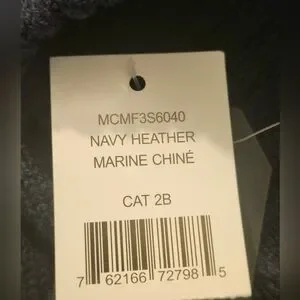 MCMF3S6040
NAVY HEATHER
MARINE CHINÉ
CAT 2B
7 62166 72798 5